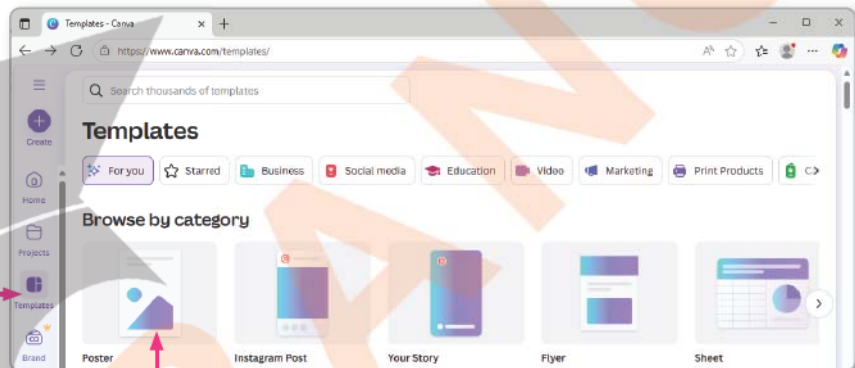 Templates - Canva
https://www.canva.com/templates/
Search thousands of templates
Create
Templates
For you
Starred
Business
Social media
Education
Video
Marketing
Print Products
Home
Browse by category
Projects
Templates
Brand
Poster
Instagram Post
Your Story
Flyer
Sheet